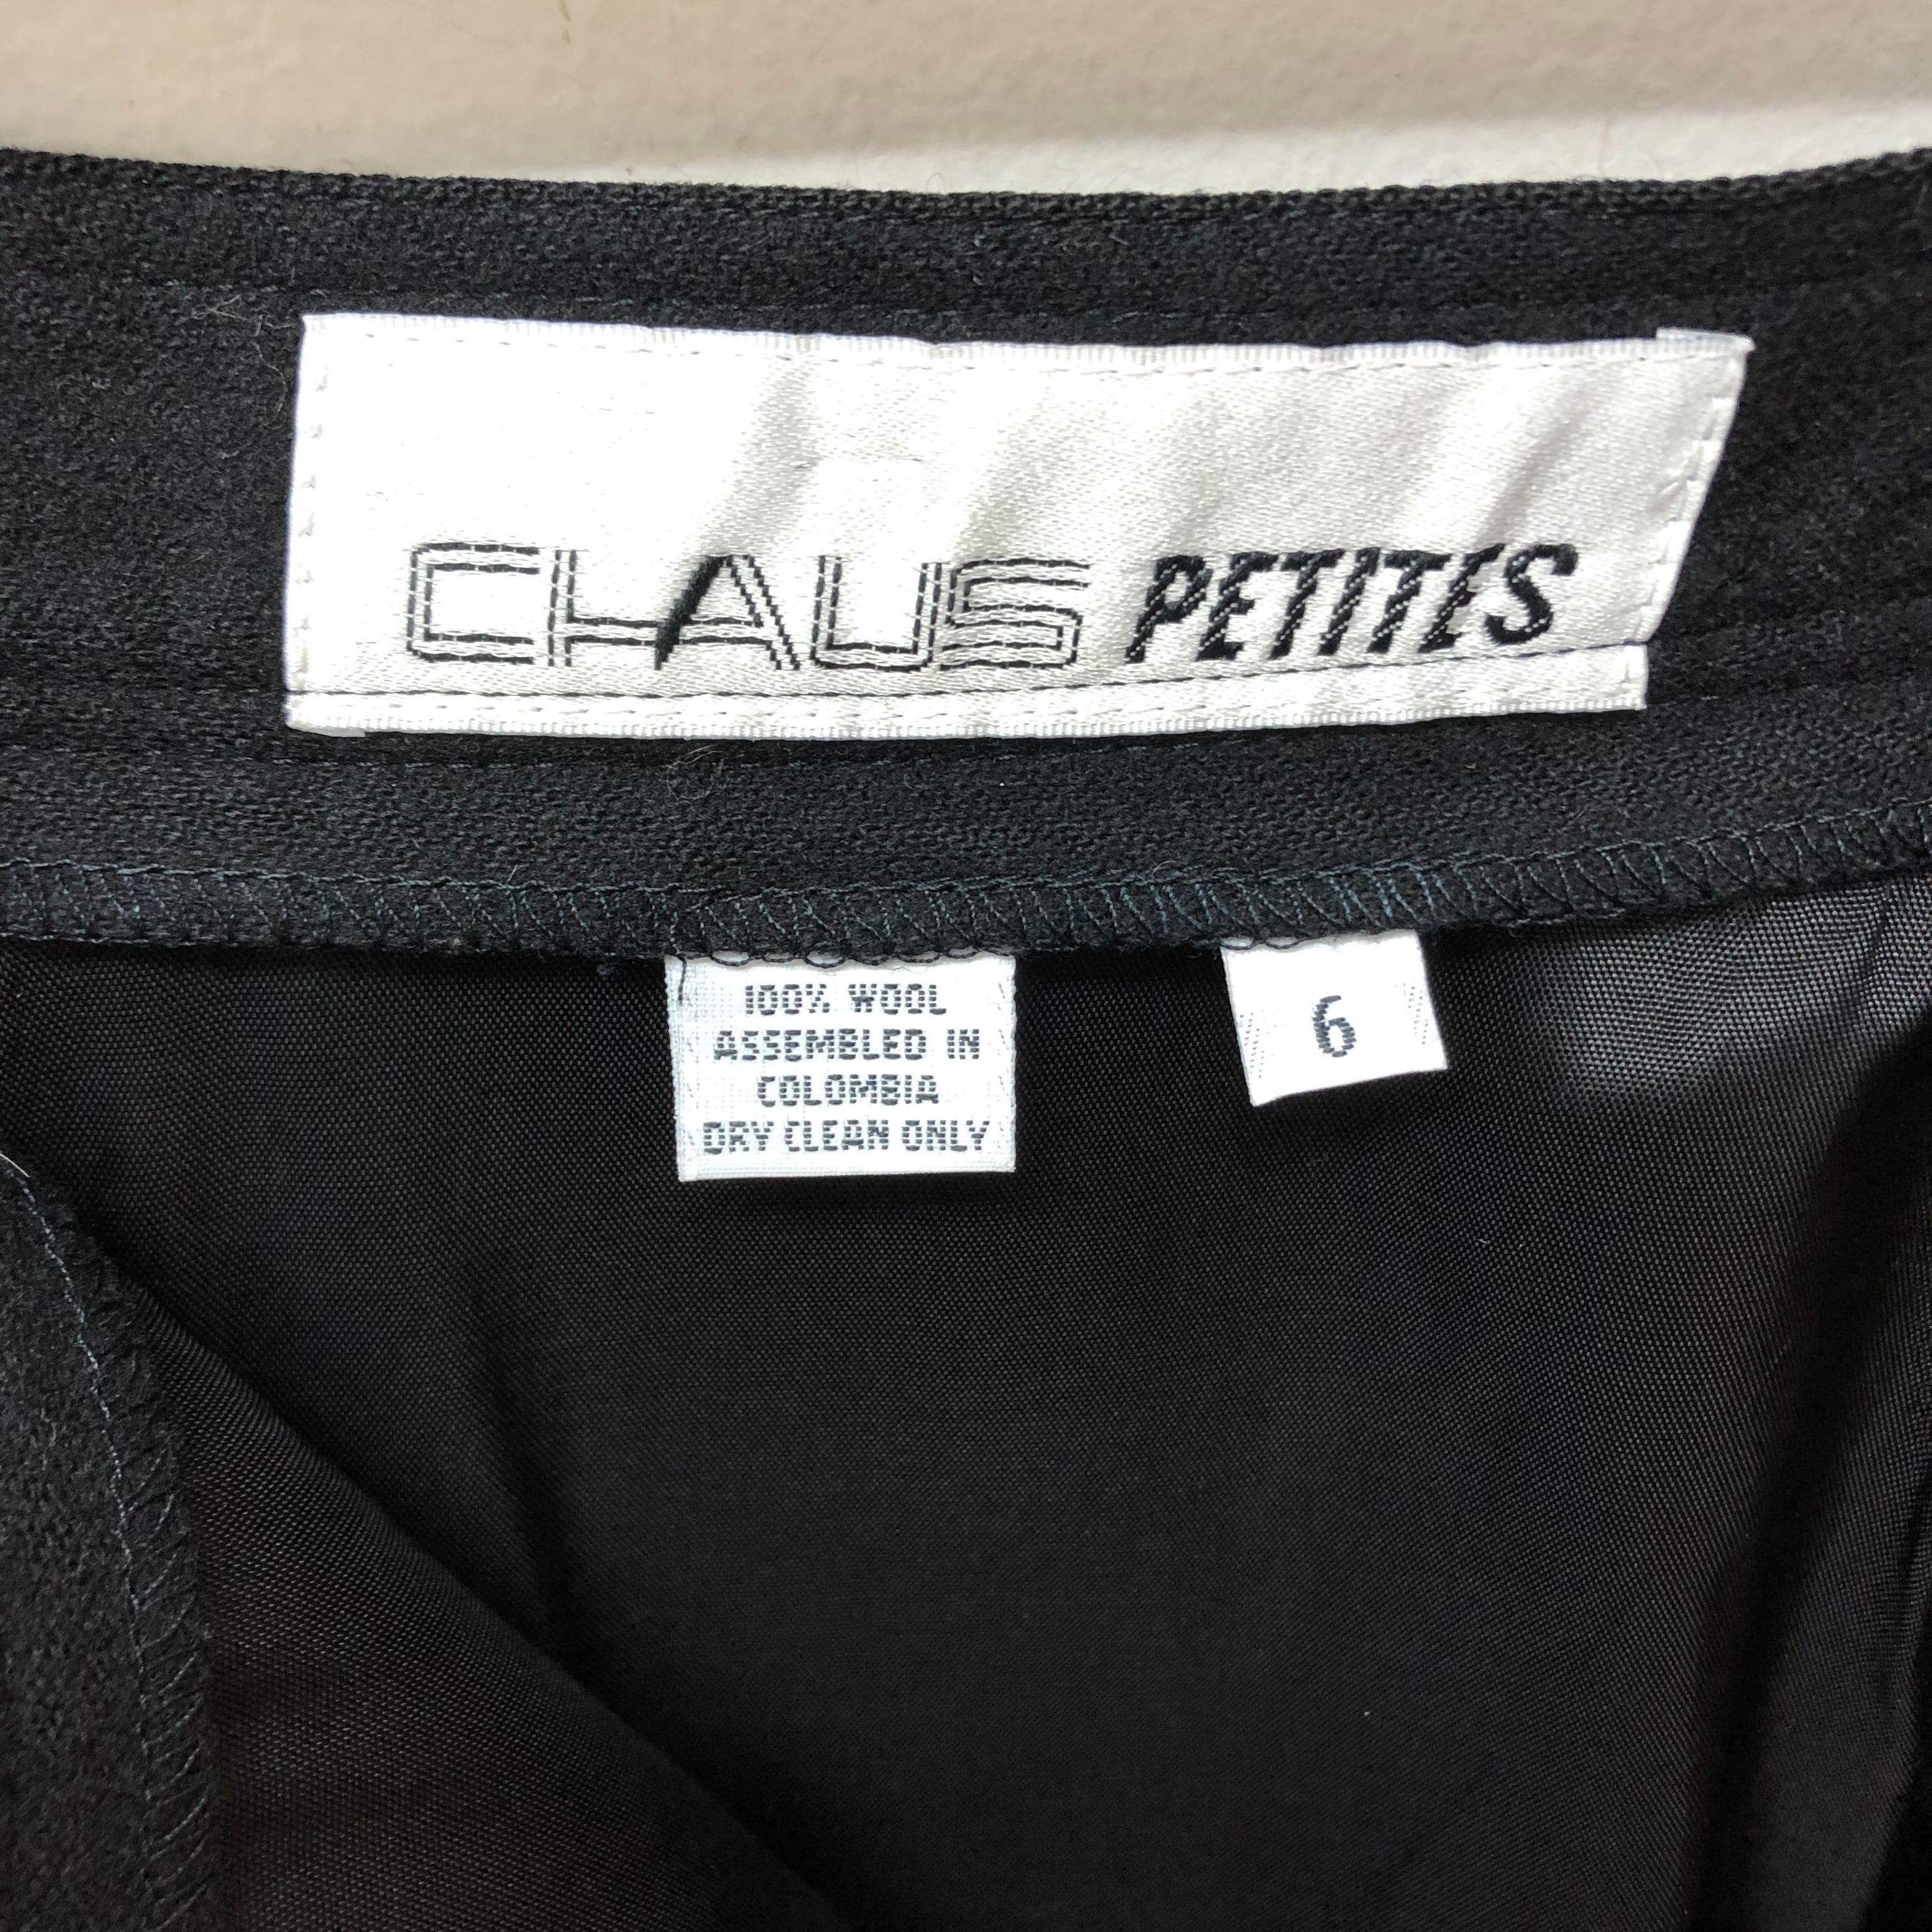 CHAUS PETITES
100% WOOL
ASSEMBLED IN
COLOMBIA
DRY CLEAN ONLY
6